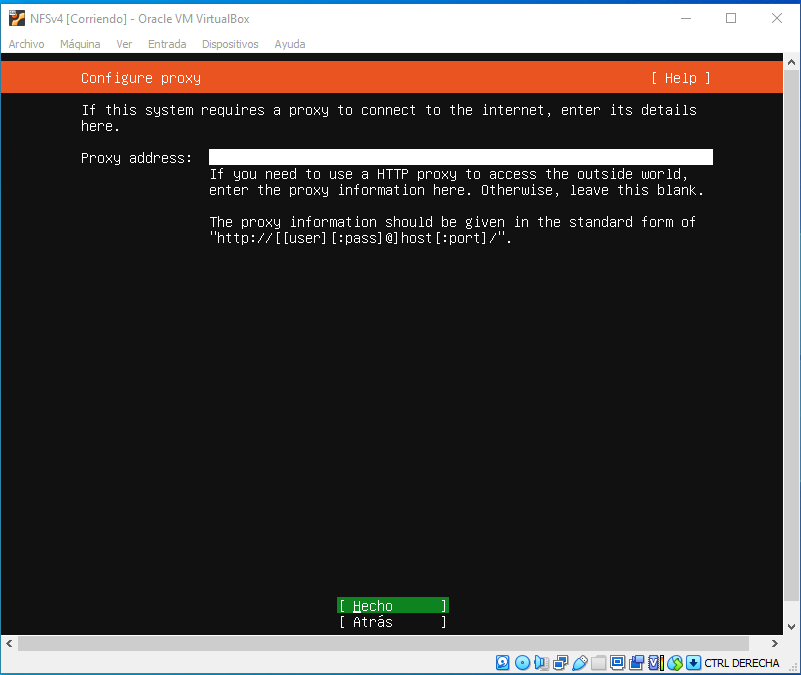 NFSv4 [Corriendo] - Oracle VM VirtualBox
Archivo Máquina Ver Entrada Dispositivos Ayuda
Configure proxy [ Help ]
If this system requires a proxy to connect to the internet, enter its details
here.
Proxy address:
If you need to use a HTTP proxy to access the outside world,
enter the proxy information here. Otherwise, leave this blank.
The proxy information should be given in the standard form of
"http://[[user][:pass]@]host[:port]/".
[ Hecho ]
[ Atrás ]
CTRL DERECHA